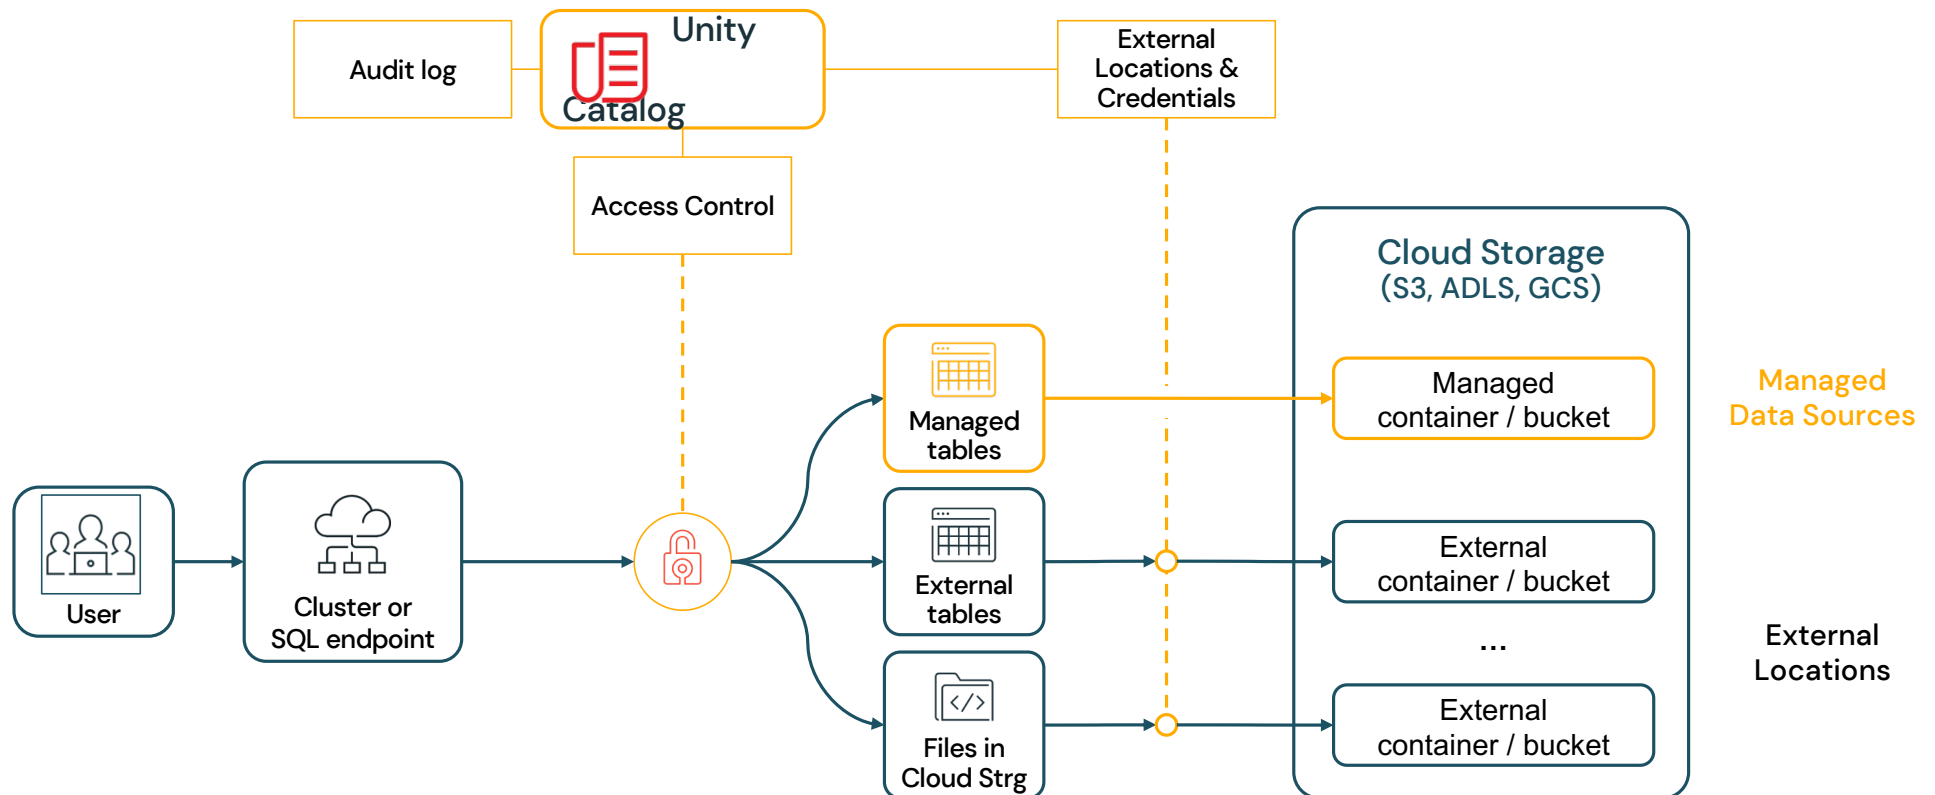 Audit log
Unity
Catalog
External
Locations &
Credentials
Access Control
Cloud Storage
(S3, ADLS, GCS)
Managed
tables
Managed
container / bucket
Managed
Data Sources
User
Cluster or
SQL endpoint
External
tables
External
container / bucket
...
External
Locations
Files in
Cloud Strg
</>
External
container / bucket